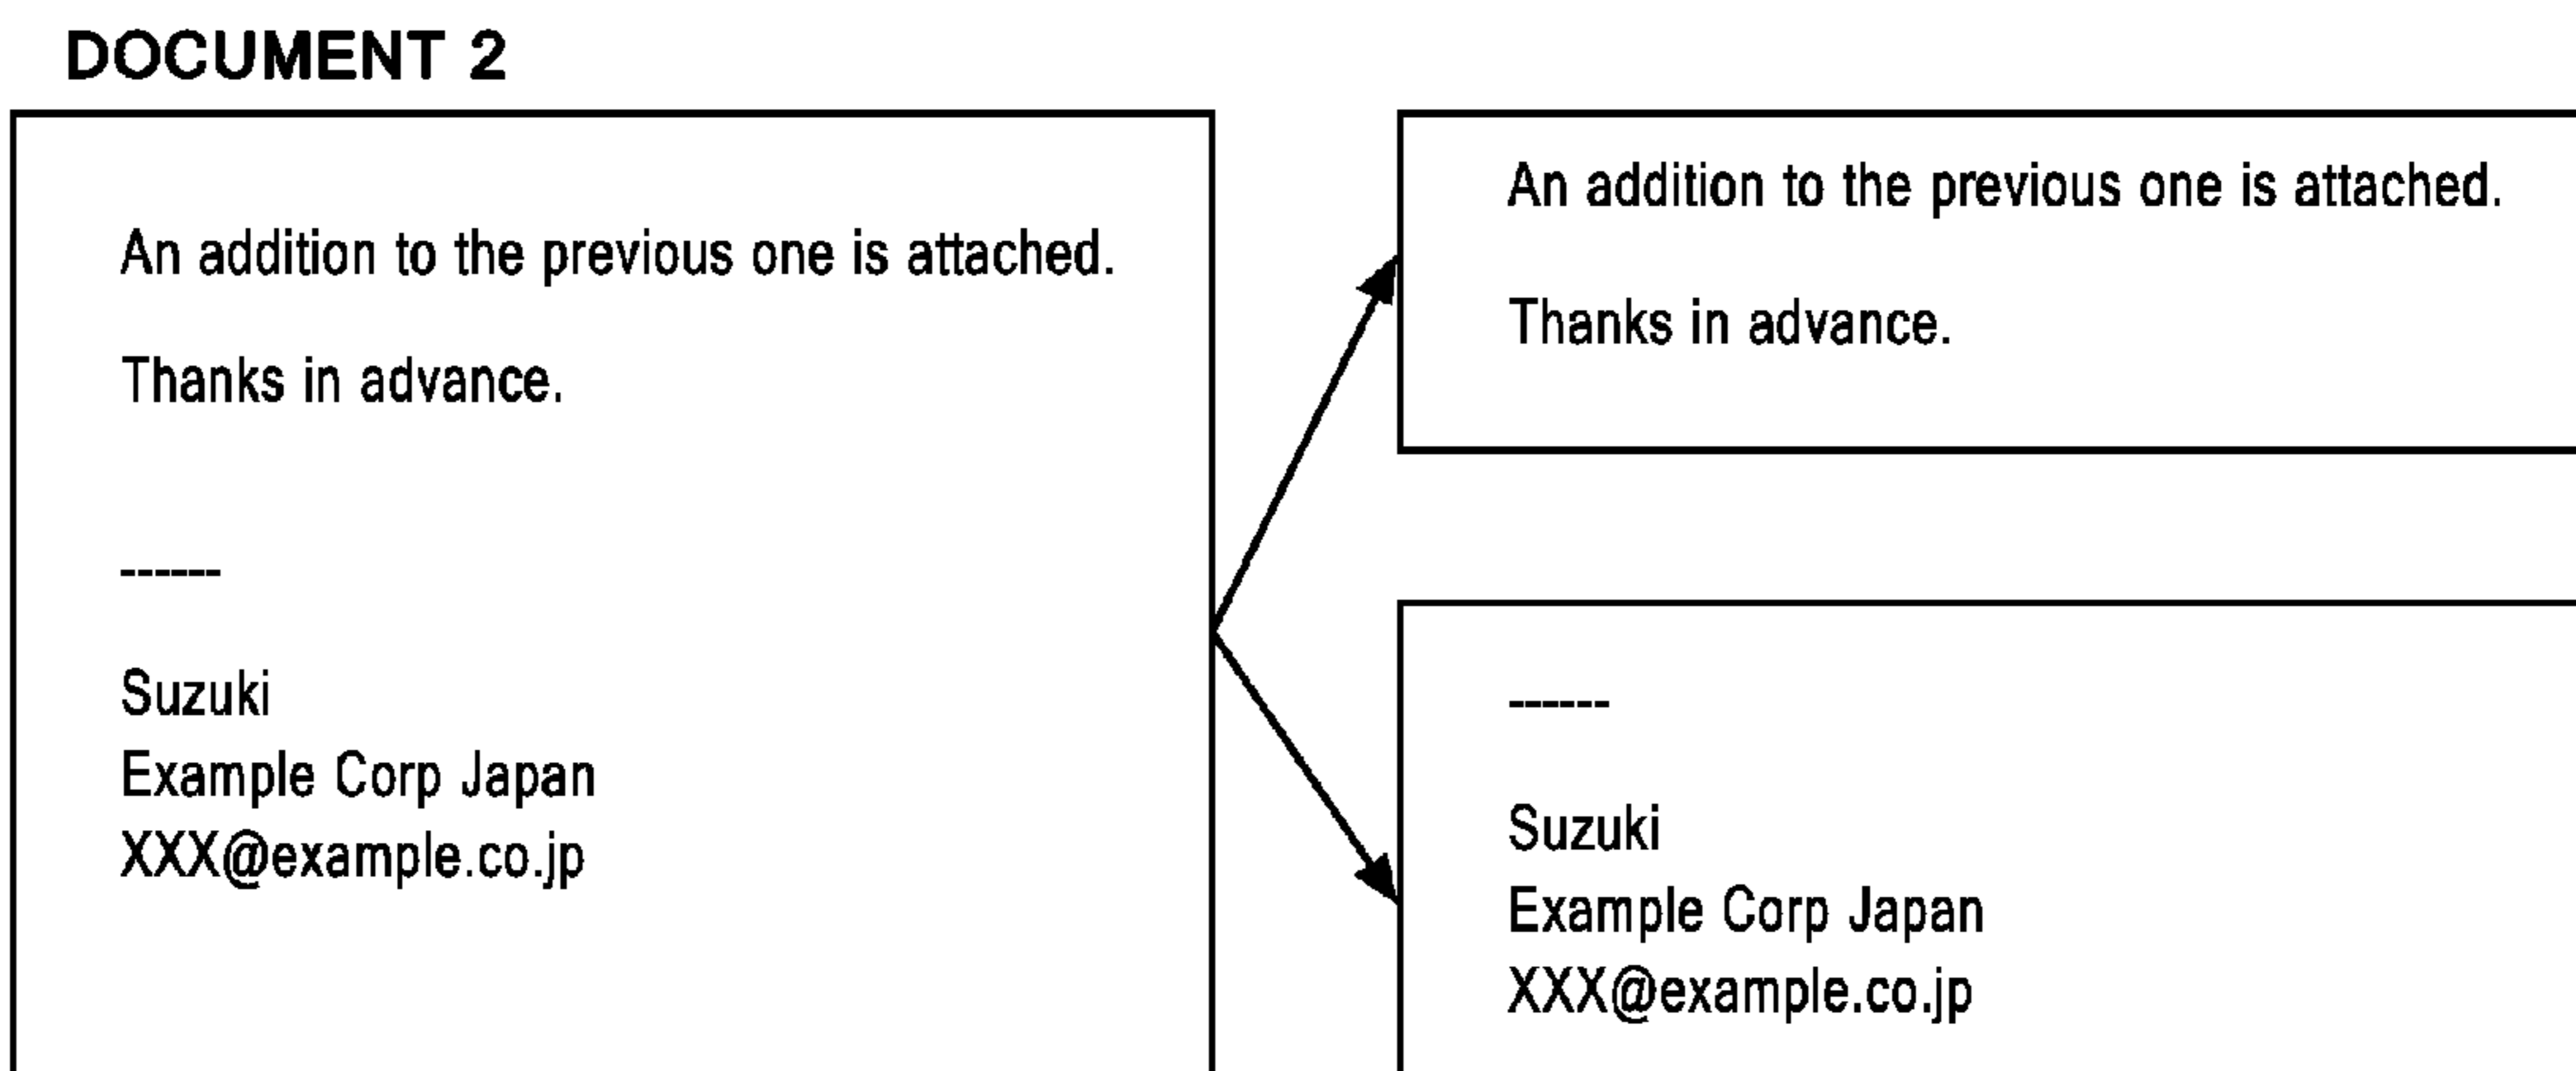 DOCUMENT 2
An addition to the previous one is attached.
Thanks in advance.
------
Suzuki
Example Corp Japan
XXX@example.co.jp
An addition to the previous one is attached.
Thanks in advance.
------
Suzuki
Example Corp Japan
XXX@example.co.jp